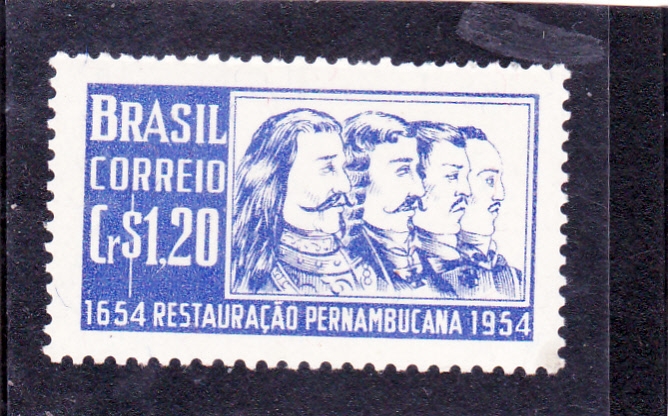 BRASIL
CORREIO
Cr$1,20
1654 RESTAURAÇÃO PERNAMBUCANA 1954